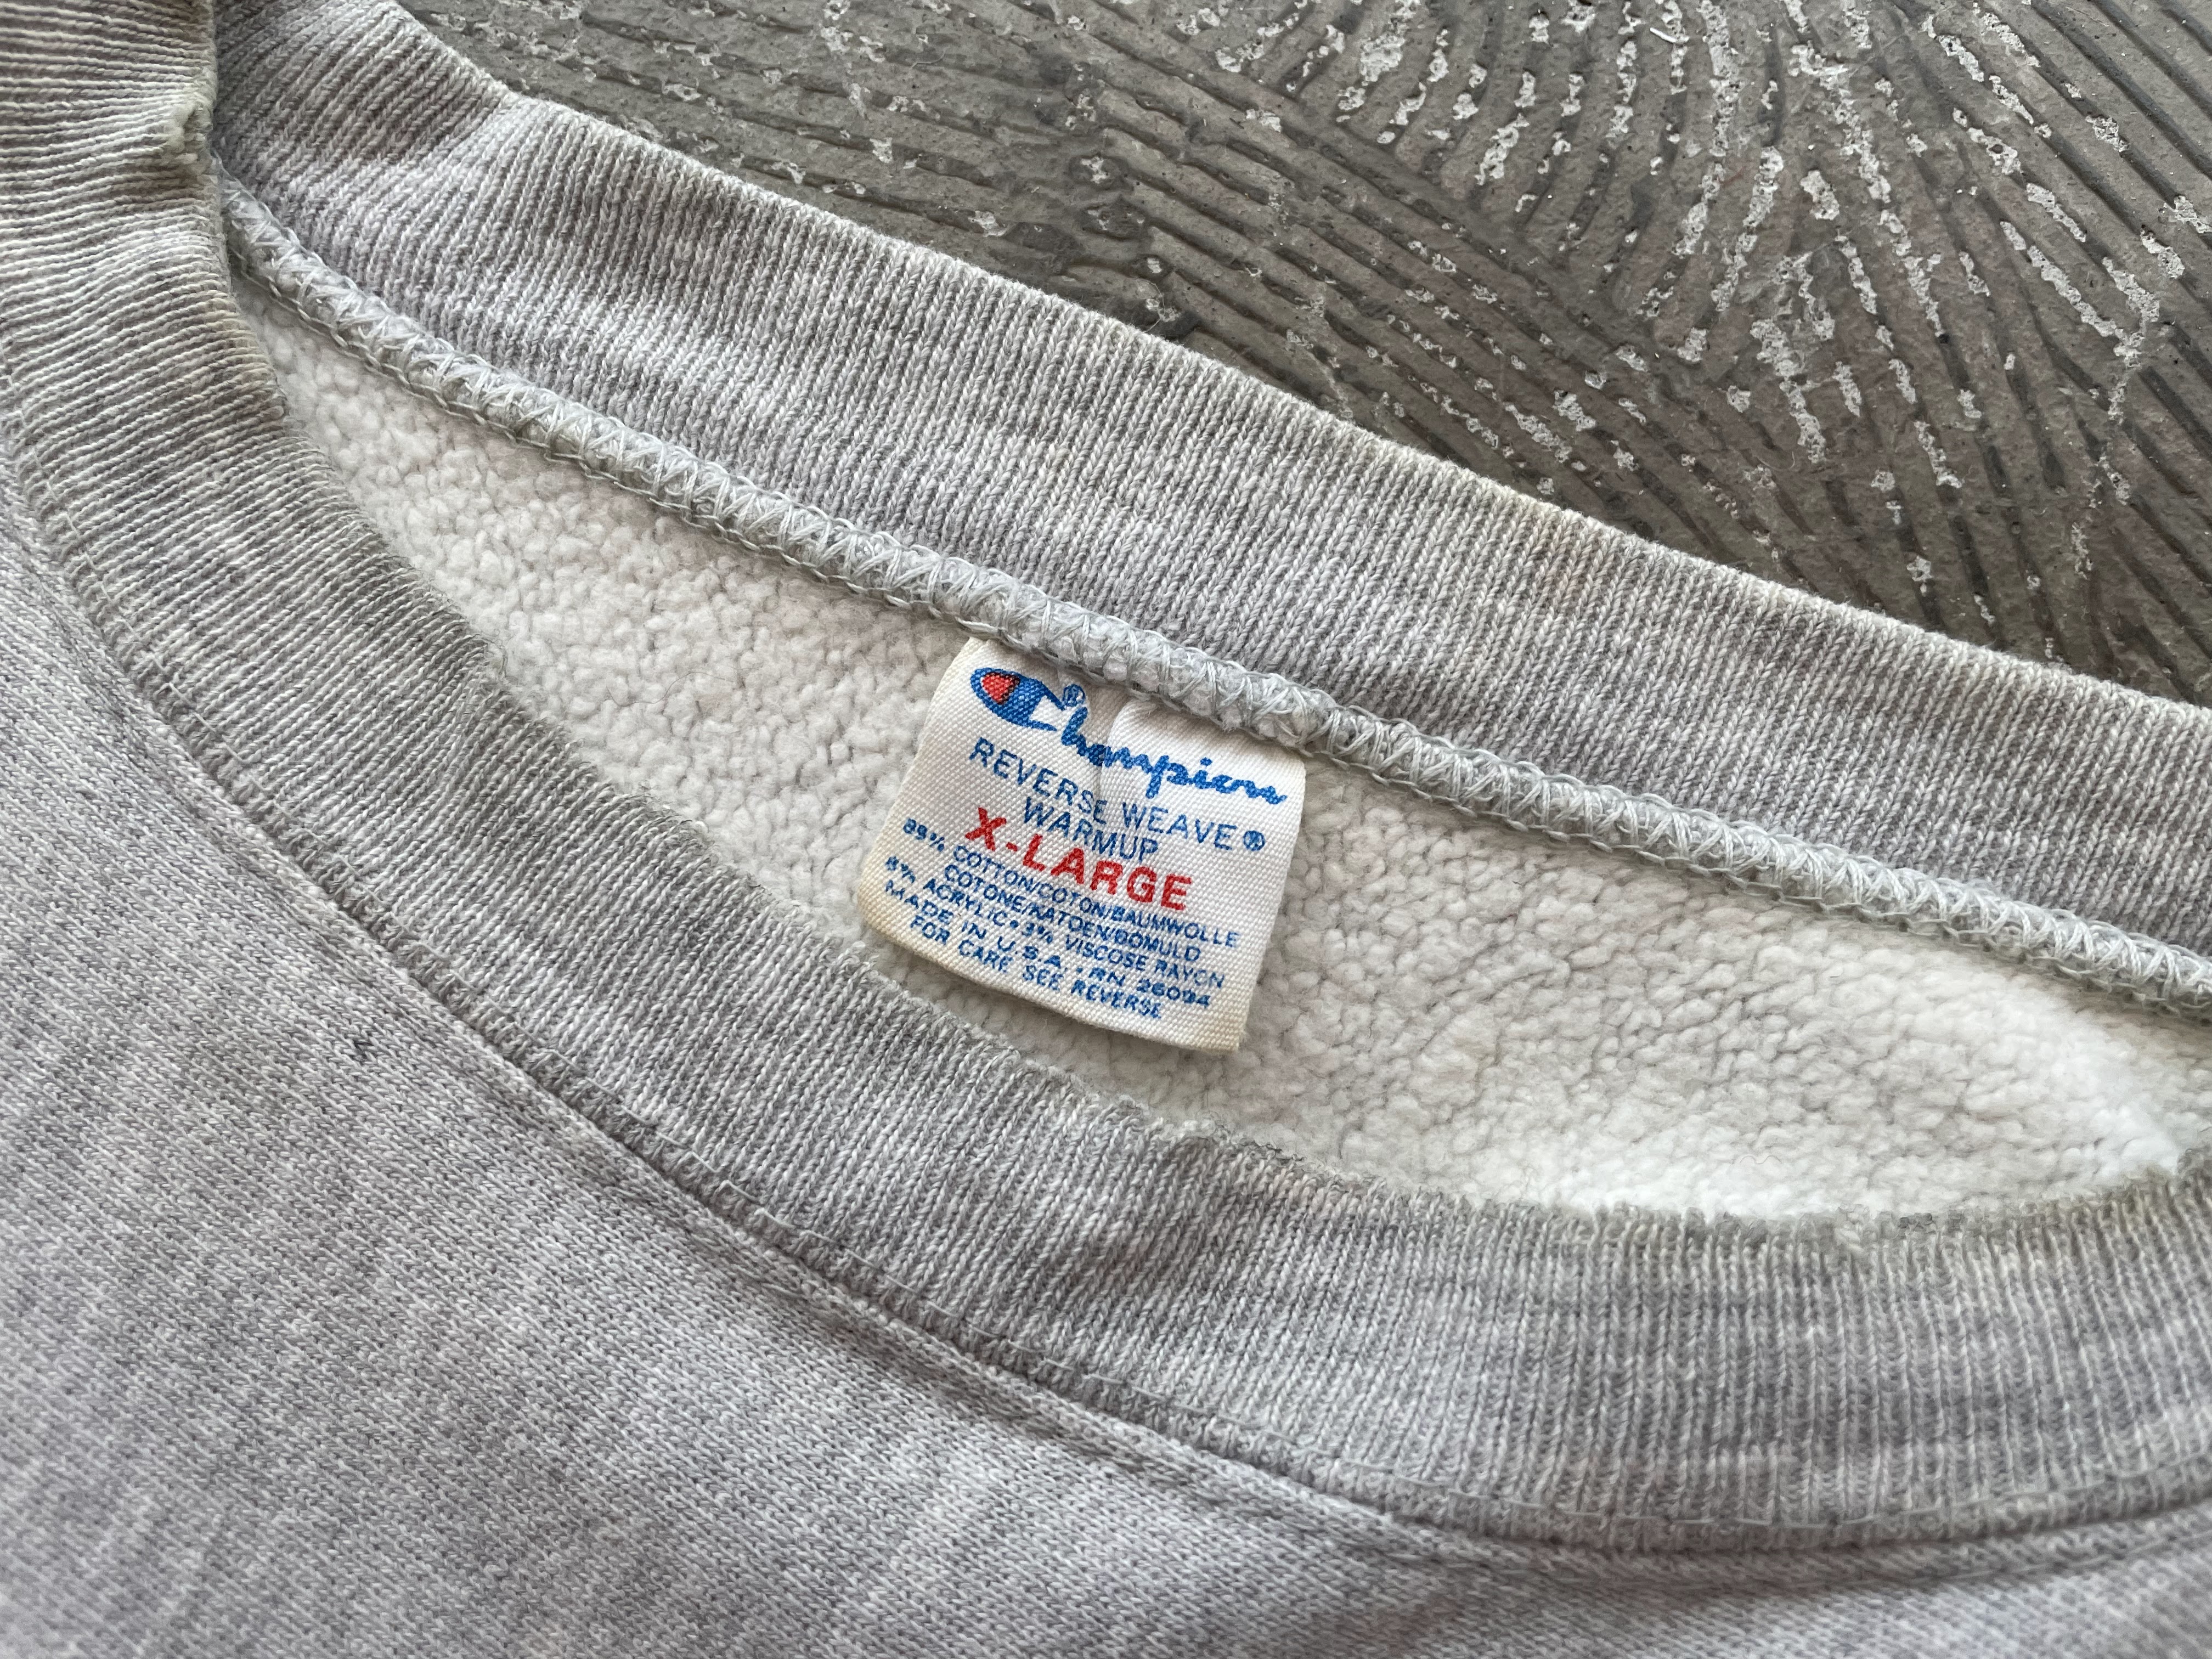 Champion®
REVERSE WEAVE®
WARMUP
X-LARGE
89% COTTON/COTON/BAUMWOLLE
COTONE/KATOEN/BOMULD
8% ACRYLIC•3% VISCOSE RAYON
MADE IN U.S.A. • RN 26094
FOR CARE SEE REVERSE